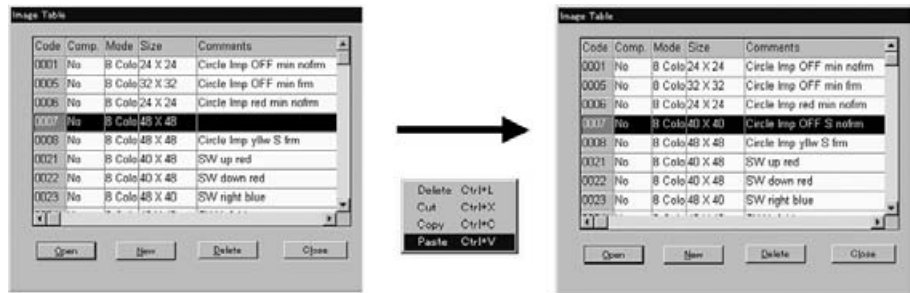 Image Table
Code Comp. Mode Size Comments
0001 No 8 Colo 24 X 24 Circle lmp OFF min nofrm
0005 No 8 Colo 32 X 32 Circle lmp OFF min frm
0006 No 8 Colo 24 X 24 Circle lmp red min nofrm
0007 No 8 Colo 48 X 48
0008 No 8 Colo 48 X 48 Circle lmp yllw S frm
0021 No 8 Colo 40 X 48 SW up red
0022 No 8 Colo 40 X 48 SW down red
0023 No 8 Colo 48 X 40 SW right blue
Open New Delete Close
Delete Ctrl+L
Cut Ctrl+X
Copy Ctrl+C
Paste Ctrl+V
Image Table
Code Comp. Mode Size Comments
0001 No 8 Colo 24 X 24 Circle lmp OFF min nofrm
0005 No 8 Colo 32 X 32 Circle lmp OFF min frm
0006 No 8 Colo 24 X 24 Circle lmp red min nofrm
0007 No 8 Colo 40 X 40 Circle lmp OFF S nofrm
0008 No 8 Colo 48 X 48 Circle lmp yllw S frm
0021 No 8 Colo 40 X 48 SW up red
0022 No 8 Colo 40 X 48 SW down red
0023 No 8 Colo 48 X 40 SW right blue
Open New Delete Close